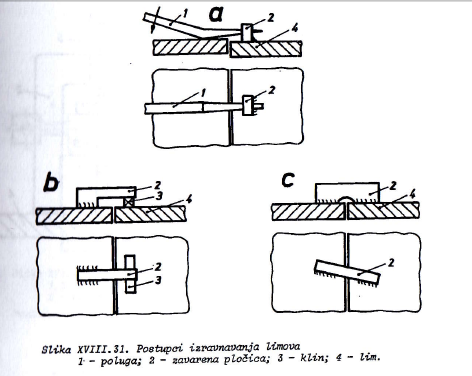 a
1
2
4
1
2
b
2
3
4
2
3
c
2
4
2
Slika XVIII.31. Postupci izravnavanja limova
1 - poluga; 2 - zavarena pločica; 3 - klin; 4 - lim.